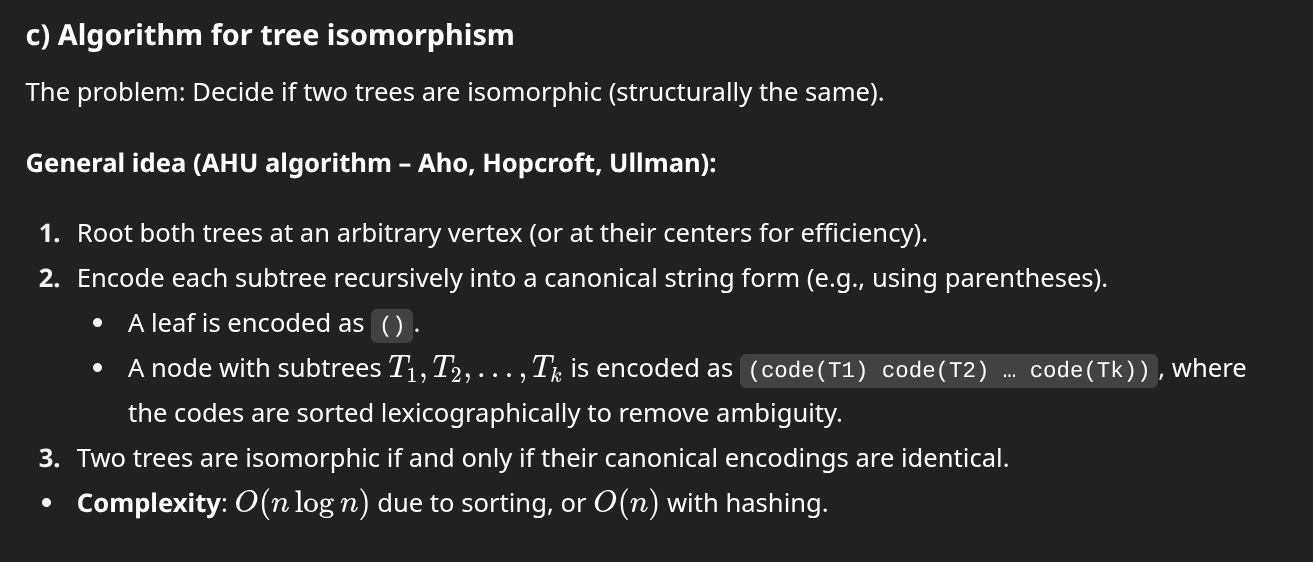 c) Algorithm for tree isomorphism
The problem: Decide if two trees are isomorphic (structurally the same).
General idea (AHU algorithm – Aho, Hopcroft, Ullman):
1. Root both trees at an arbitrary vertex (or at their centers for efficiency).
2. Encode each subtree recursively into a canonical string form (e.g., using parentheses).
• A leaf is encoded as ().
• A node with subtrees T₁, T₂, . . . , Tₖ is encoded as (code(T1) code(T2) … code(Tk)), where
the codes are sorted lexicographically to remove ambiguity.
3. Two trees are isomorphic if and only if their canonical encodings are identical.
• Complexity: O(n log n) due to sorting, or O(n) with hashing.